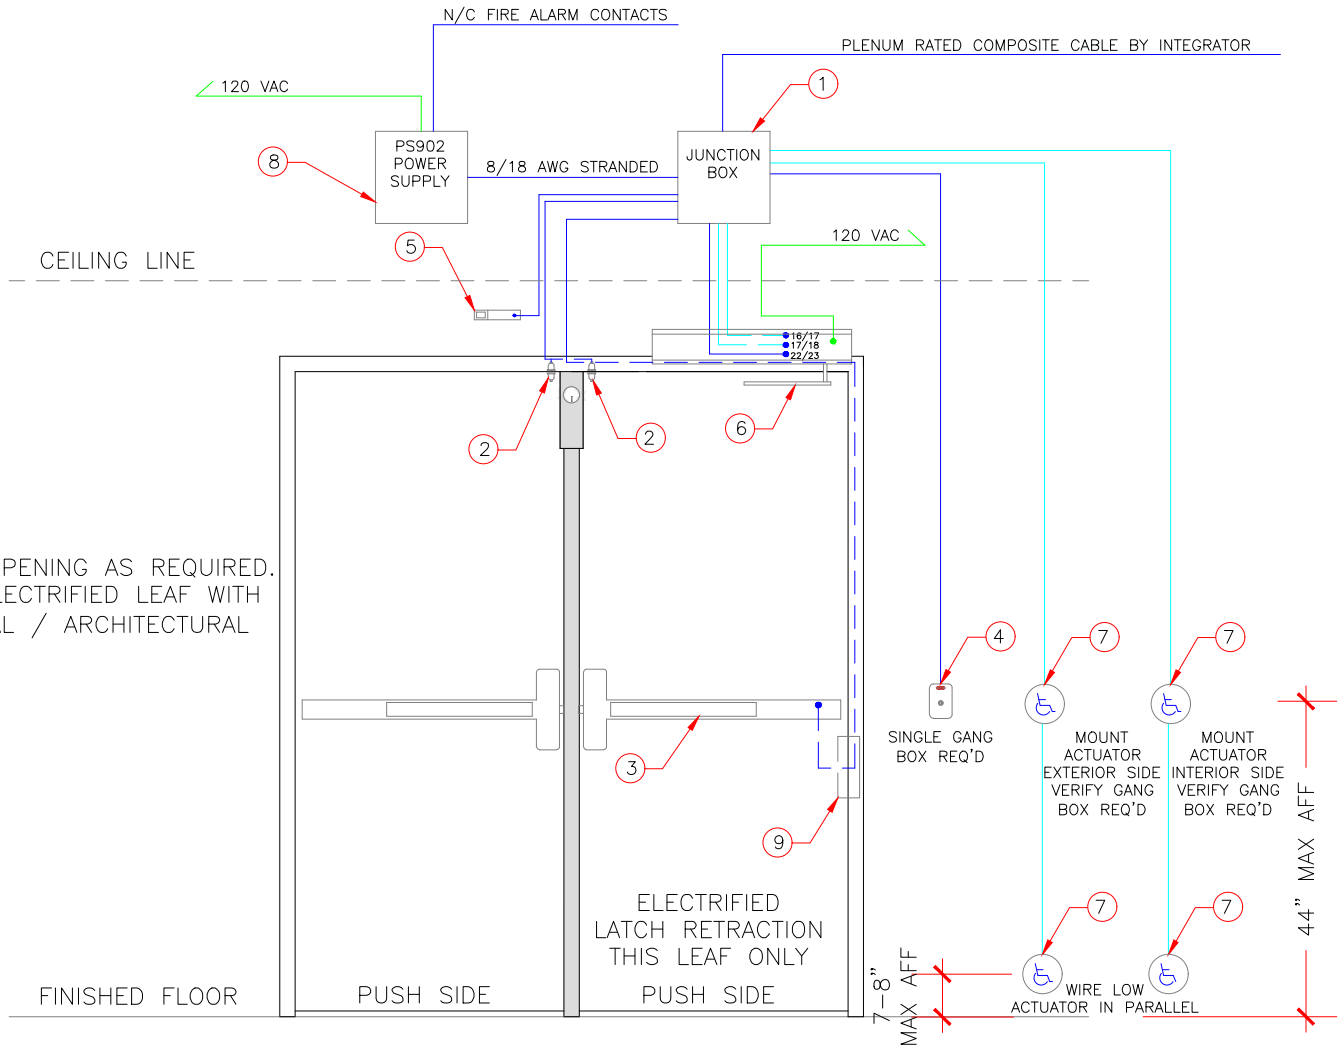 N/C FIRE ALARM CONTACTS
PLENUM RATED COMPOSITE CABLE BY INTEGRATOR
120 VAC
1
PS902
POWER
SUPPLY
8
8/18 AWG STRANDED
JUNCTION
BOX
5
120 VAC
CEILING LINE
16/17
17/18
22/23
2
2
6
PENING AS REQUIRED.
LECTRIFIED LEAF WITH
AL / ARCHITECTURAL
4
7
7
SINGLE GANG
BOX REQ'D
MOUNT
ACTUATOR
EXTERIOR SIDE
VERIFY GANG
BOX REQ'D
MOUNT
ACTUATOR
INTERIOR SIDE
VERIFY GANG
BOX REQ'D
3
9
44" MAX AFF
ELECTRIFIED
LATCH RETRACTION
THIS LEAF ONLY
7
7
7-8"
MAX AFF
WIRE LOW
ACTUATOR IN PARALLEL
FINISHED FLOOR
PUSH SIDE
PUSH SIDE